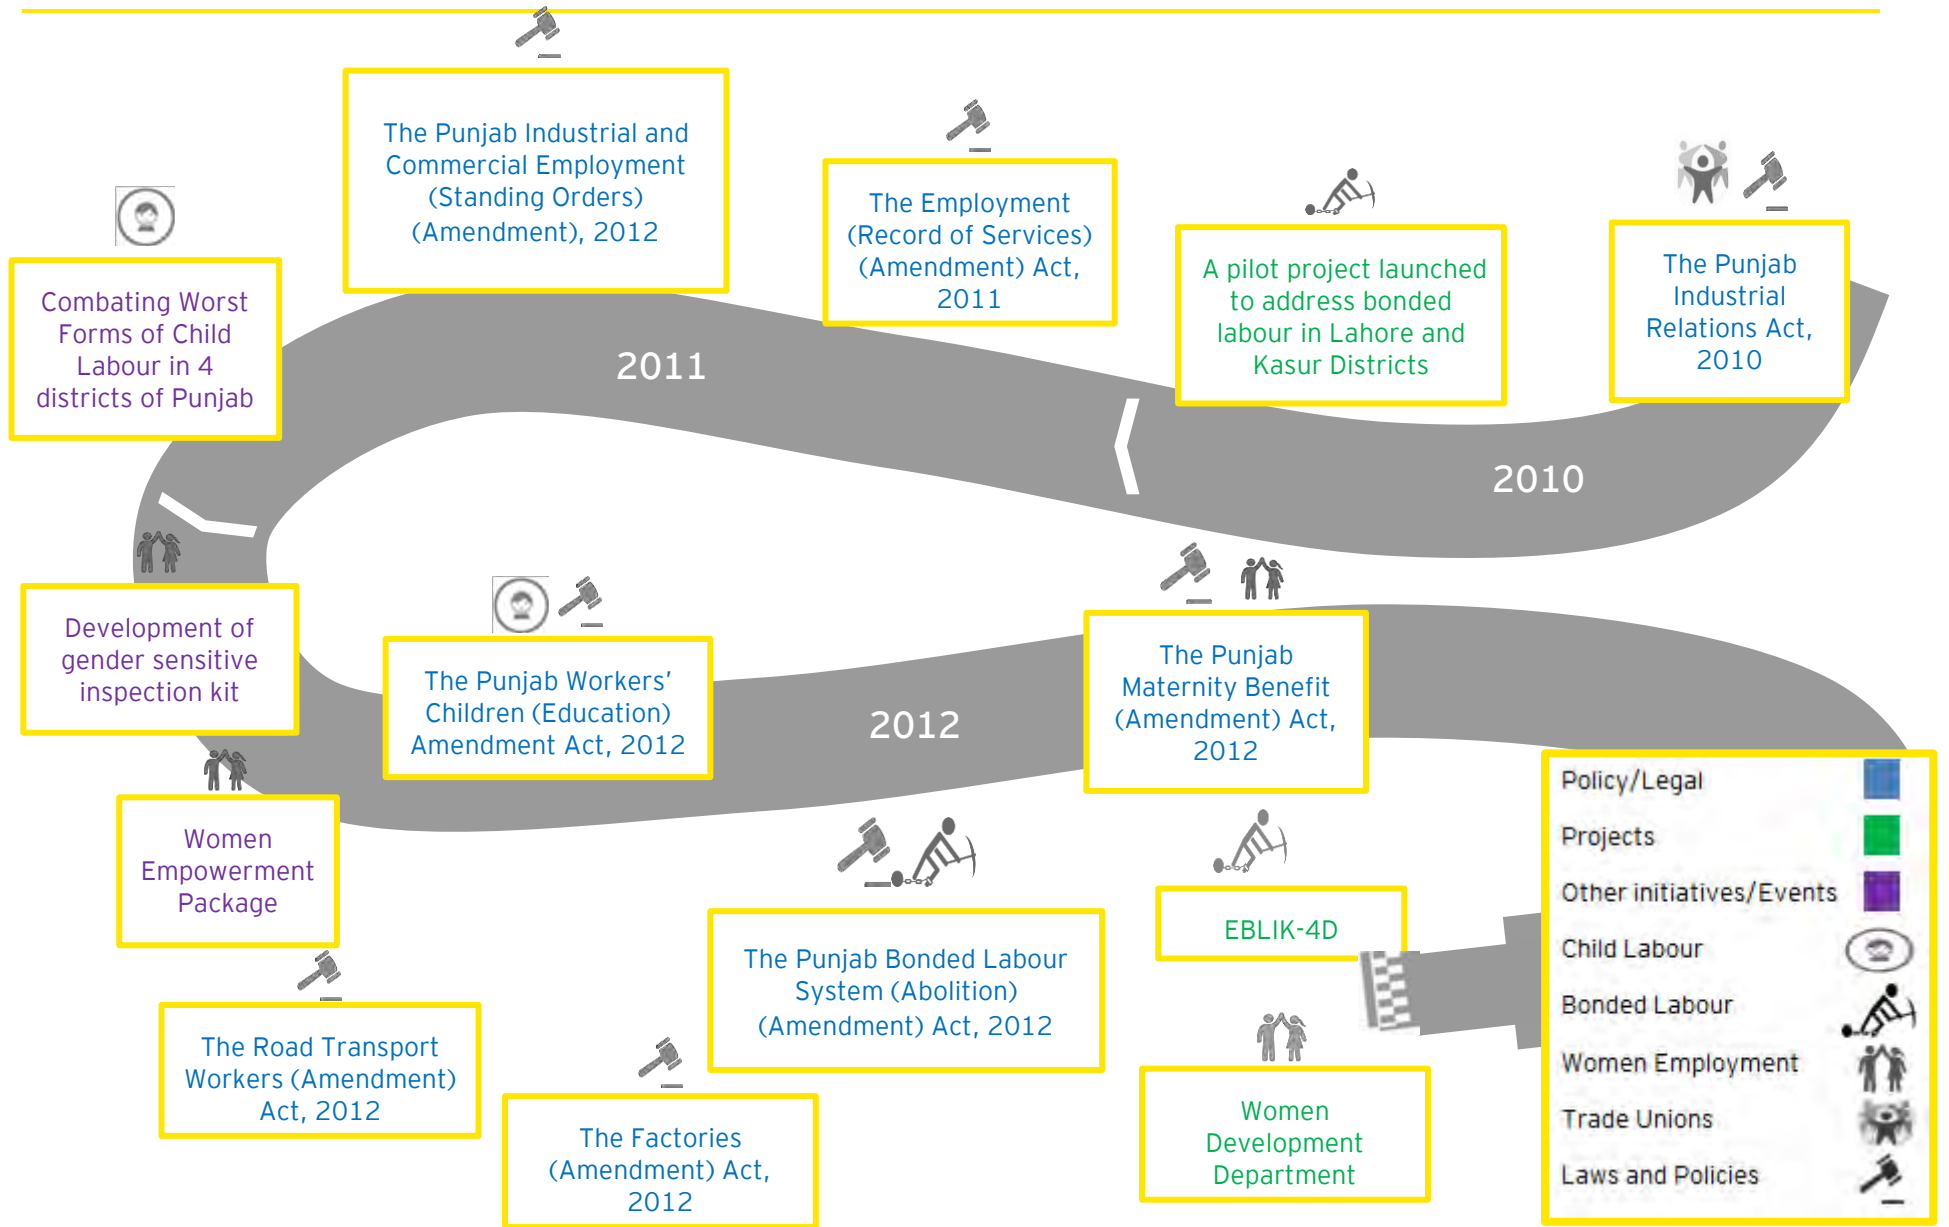 The Punjab Industrial and
Commercial Employment
(Standing Orders)
(Amendment), 2012
The Employment
(Record of Services)
(Amendment) Act,
2011
A pilot project launched
to address bonded
labour in Lahore and
Kasur Districts
The Punjab
Industrial
Relations Act,
2010
Combating Worst
Forms of Child
Labour in 4
districts of Punjab
2011
2010
Development of
gender sensitive
inspection kit
The Punjab Workers’
Children (Education)
Amendment Act, 2012
2012
The Punjab
Maternity Benefit
(Amendment) Act,
2012
Women
Empowerment
Package
The Road Transport
Workers (Amendment)
Act, 2012
The Factories
(Amendment) Act,
2012
The Punjab Bonded Labour
System (Abolition)
(Amendment) Act, 2012
EBLIK-4D
Women
Development
Department
Policy/Legal
Projects
Other initiatives/Events
Child Labour
Bonded Labour
Women Employment
Trade Unions
Laws and Policies